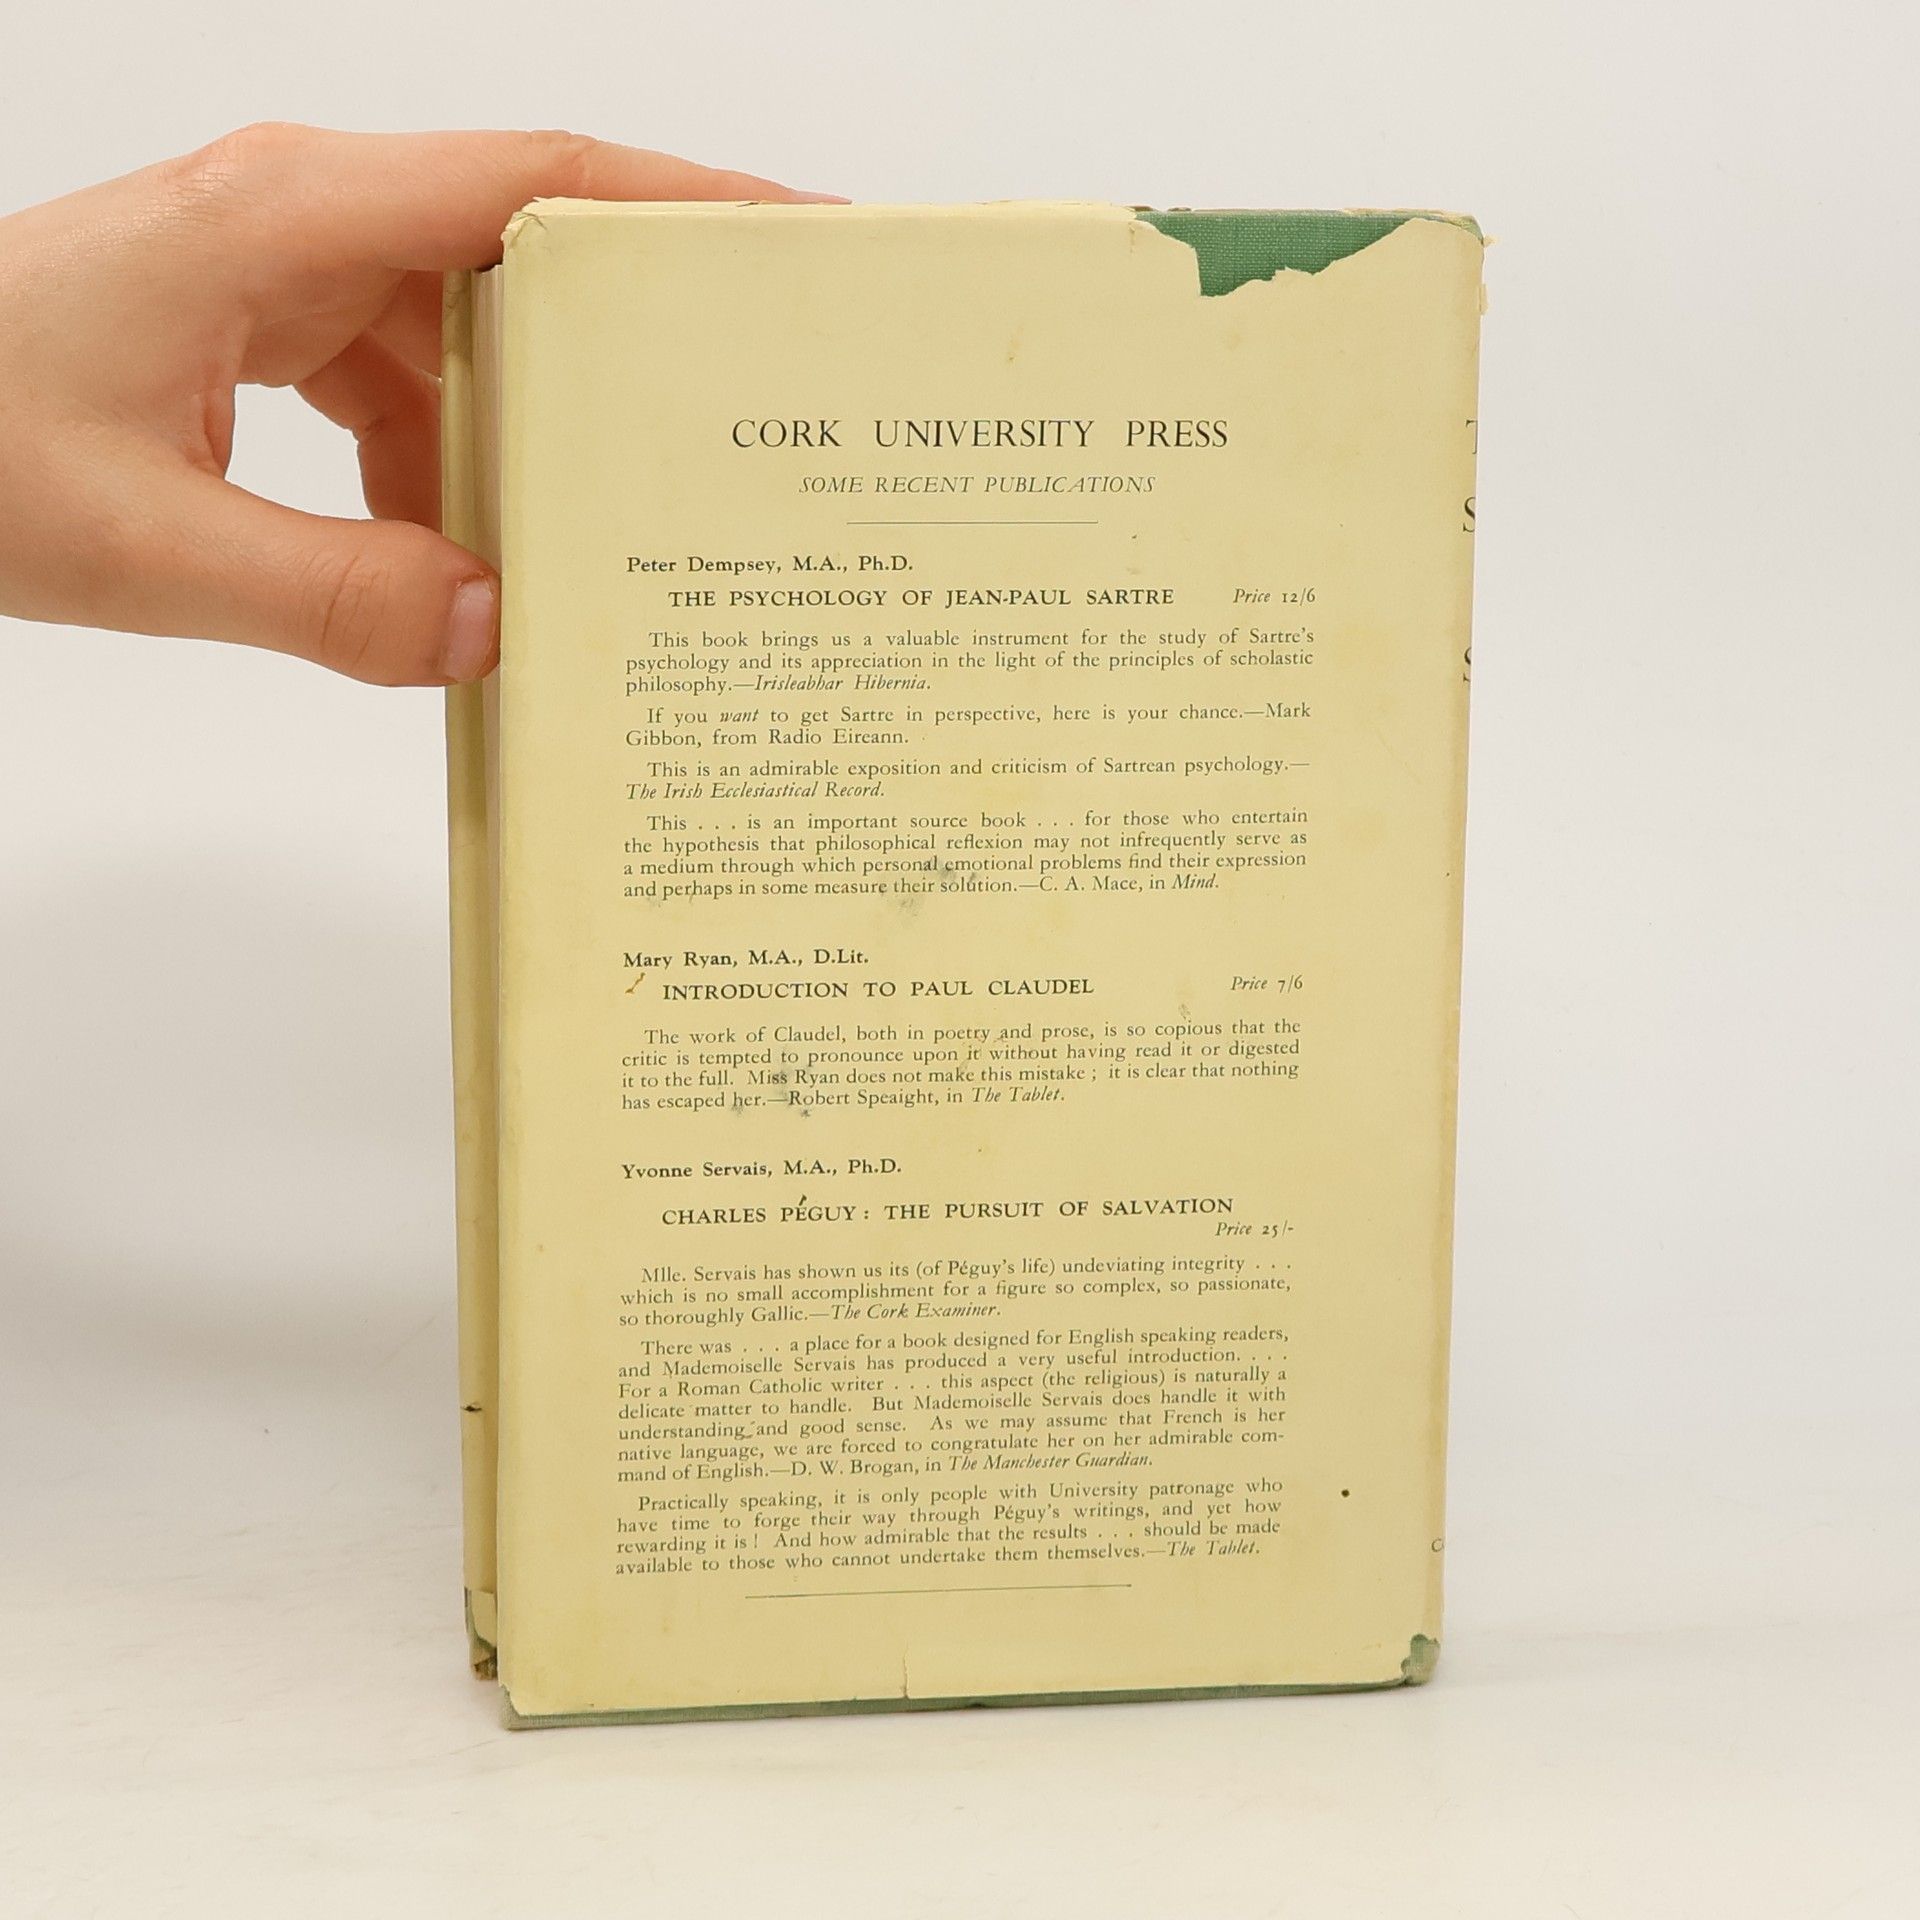 CORK UNIVERSITY PRESS
SOME RECENT PUBLICATIONS
Peter Dempsey, M.A., Ph.D.
THE PSYCHOLOGY OF JEAN-PAUL SARTRE Price 12/6
This book brings us a valuable instrument for the study of Sartre's
psychology and its appreciation in the light of the principles of scholastic
philosophy.—Irisleabhar Hibernia.
If you want to get Sartre in perspective, here is your chance.—Mark
Gibbon, from Radio Eireann.
This is an admirable exposition and criticism of Sartrean psychology.—
The Irish Ecclesiastical Record.
This . . . is an important source book . . . for those who entertain
the hypothesis that philosophical reflexion may not infrequently serve as
a medium through which personal emotional problems find their expression
and perhaps in some measure their solution.—C. A. Mace, in Mind.
Mary Ryan, M.A., D.Lit.
INTRODUCTION TO PAUL CLAUDEL Price 7/6
The work of Claudel, both in poetry and prose, is so copious that the
critic is tempted to pronounce upon it without having read it or digested
it to the full. Miss Ryan does not make this mistake ; it is clear that nothing
has escaped her.—Robert Speaight, in The Tablet.
Yvonne Servais, M.A., Ph.D.
CHARLES PÉGUY : THE PURSUIT OF SALVATION
Price 25/-
Mlle. Servais has shown us its (of Péguy's life) undeviating integrity . . .
which is no small accomplishment for a figure so complex, so passionate,
so thoroughly Gallic.—The Cork Examiner.
There was . . . a place for a book designed for English speaking readers,
and Mademoiselle Servais has produced a very useful introduction. . . .
For a Roman Catholic writer . . . this aspect (the religious) is naturally a
delicate matter to handle. But Mademoiselle Servais does handle it with
understanding and good sense. As we may assume that French is her
native language, we are forced to congratulate her on her admirable com-
mand of English.—D. W. Brogan, in The Manchester Guardian.
Practically speaking, it is only people with University patronage who
have time to forge their way through Péguy's writings, and yet how
rewarding it is ! And how admirable that the results . . . should be made
available to those who cannot undertake them themselves.—The Tablet.